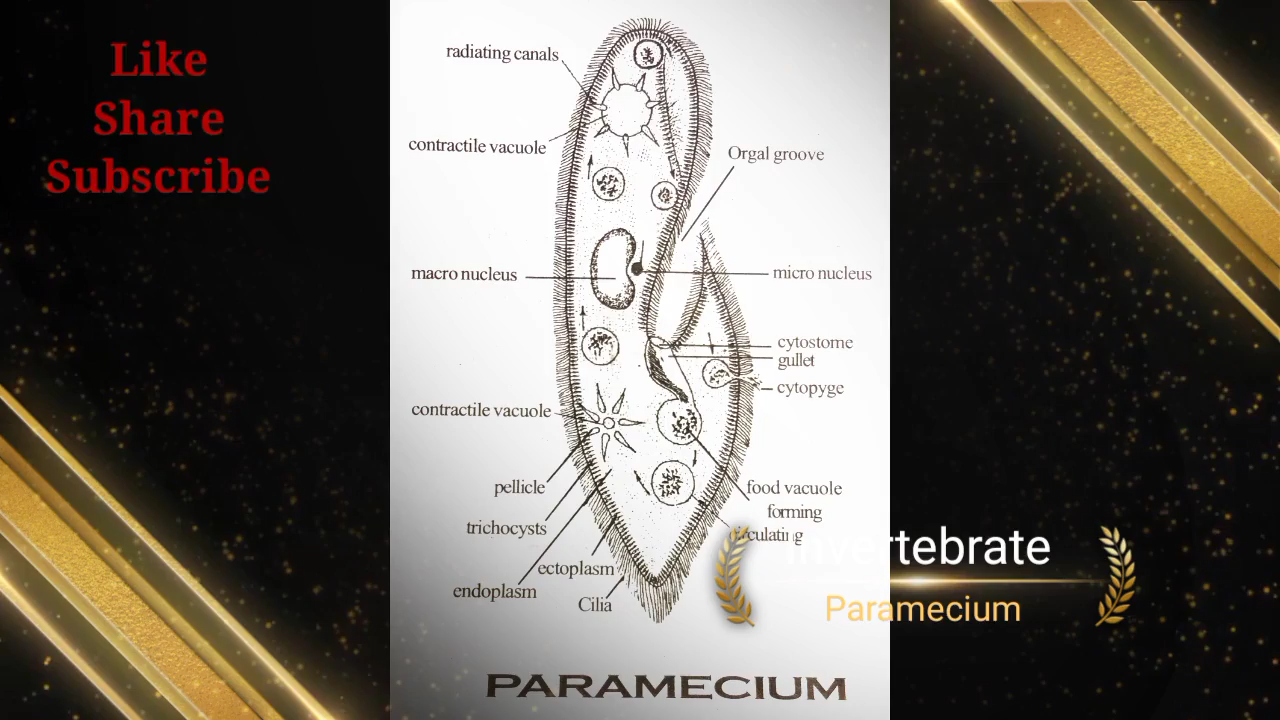 Like
Share
Subscribe
radiating canals
contractile vacuole
Orgal groove
macro nucleus
micro nucleus
cytostome
gullet
cytopyge
contractile vacuole
pellicle
food vacuole
forming
trichocysts
ectoplasm
endoplasm
Cilia
Invertebrate
Paramecium
PARAMECIUM